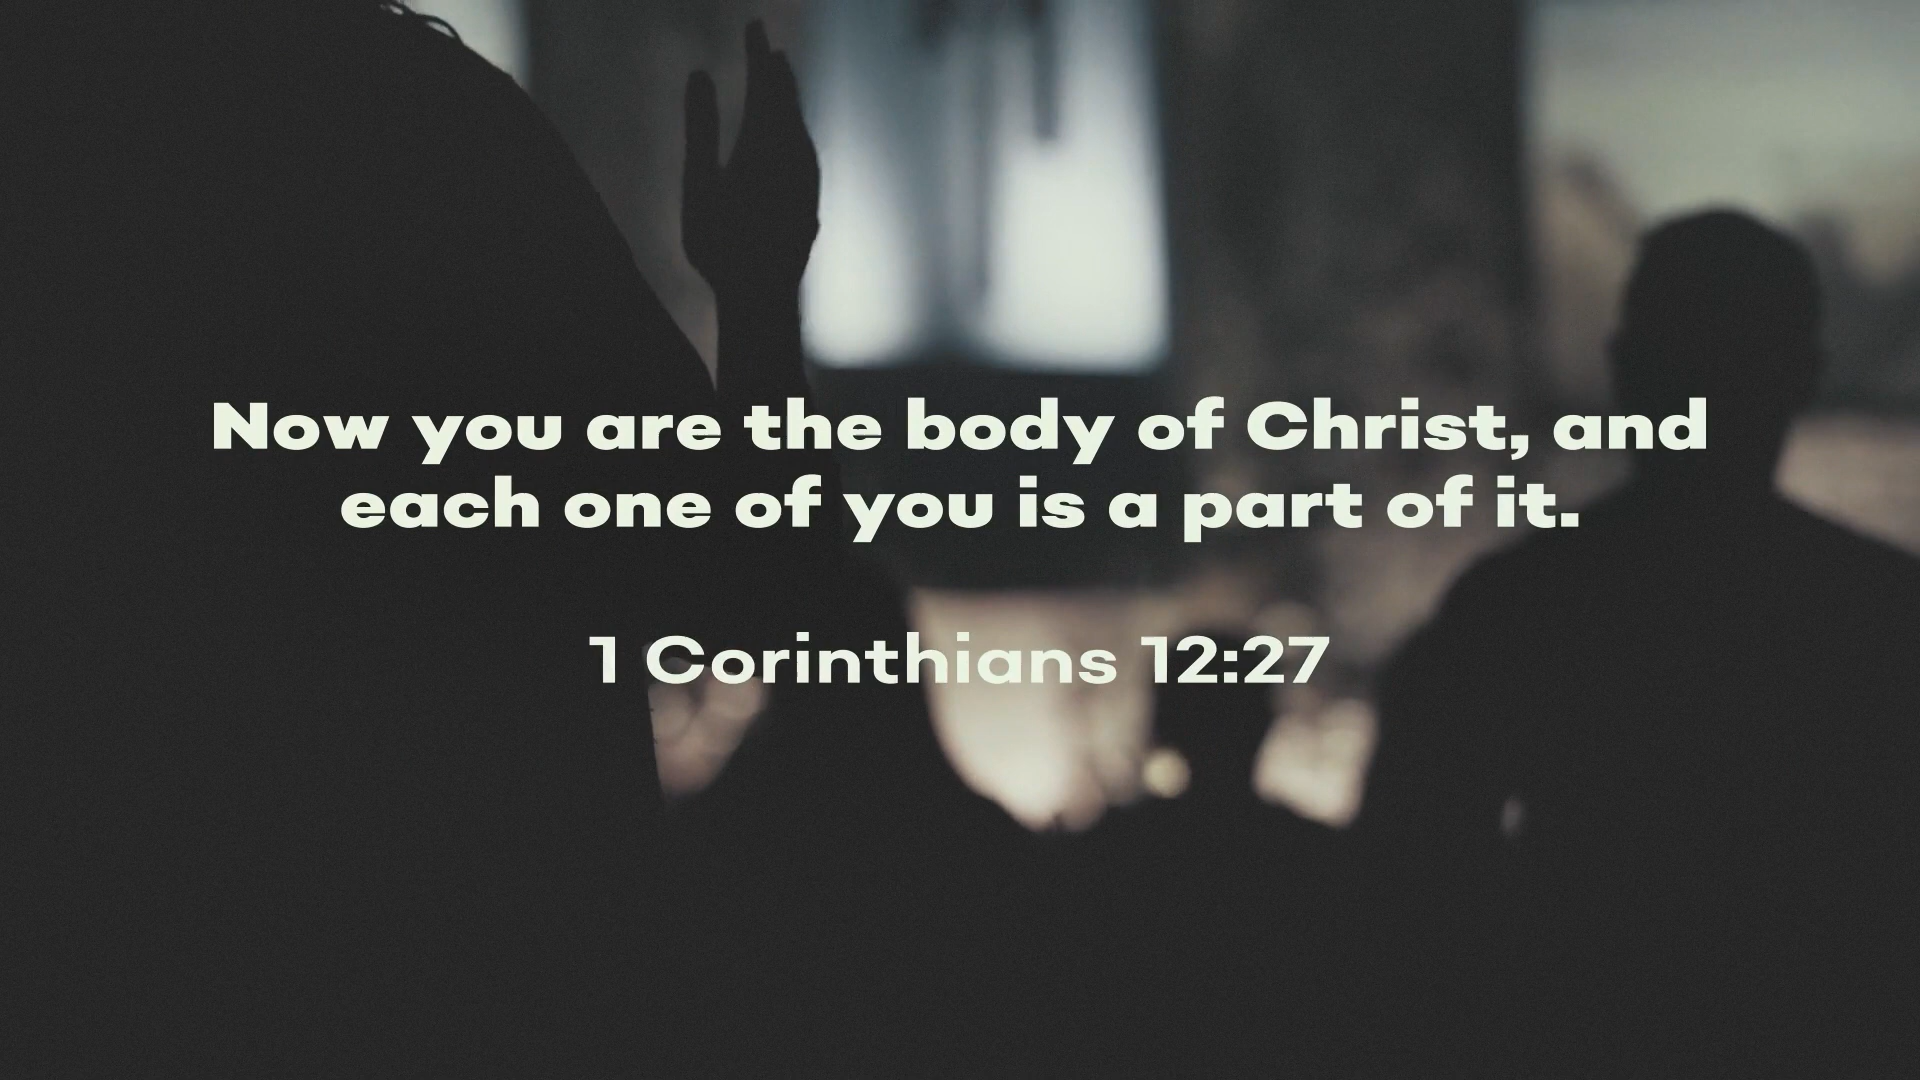 Now you are the body of Christ, and
each one of you is a part of it.
1 Corinthians 12:27